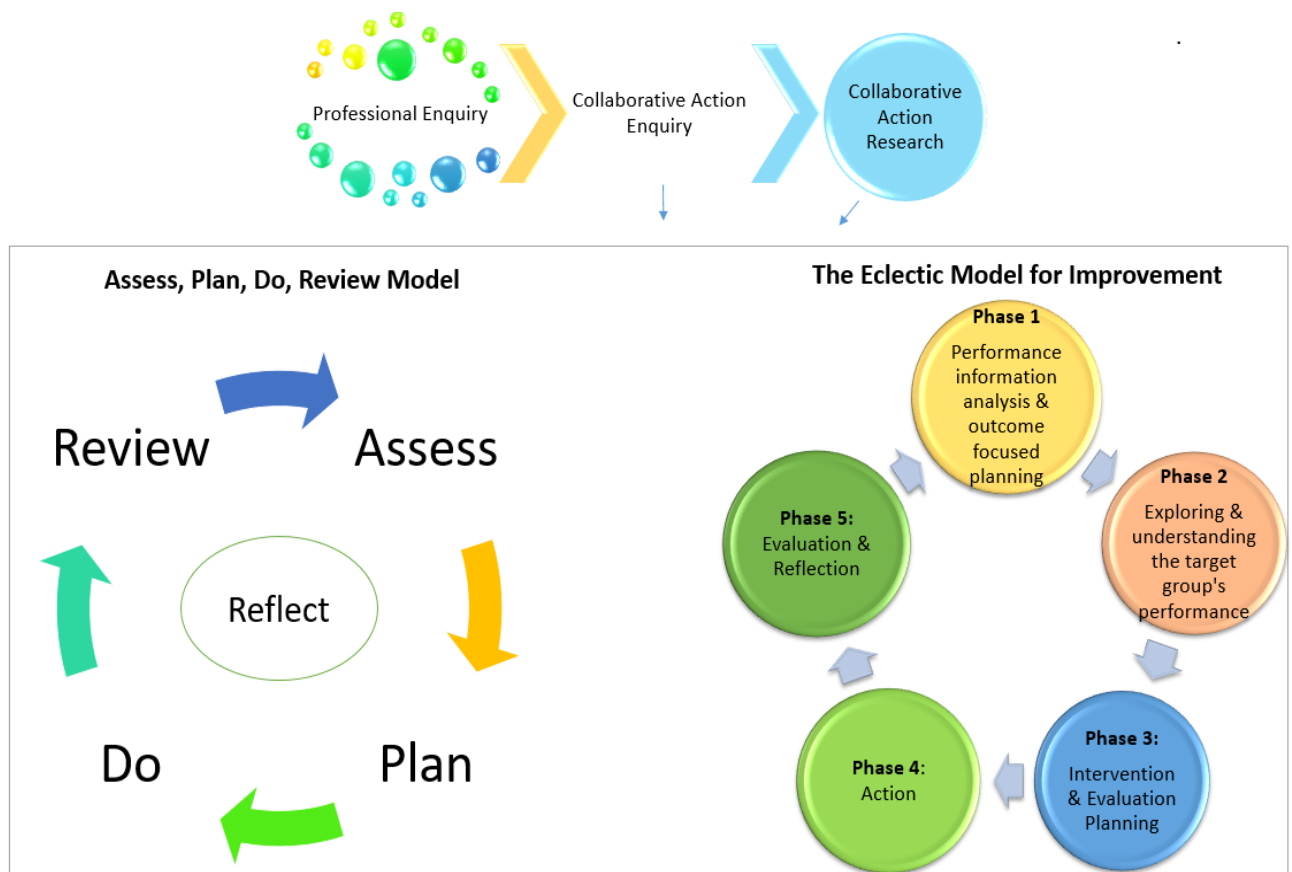 Professional Enquiry
Collaborative Action
Enquiry
Collaborative
Action
Research
.
Assess, Plan, Do, Review Model
Review
Assess
Reflect
Do
Plan
The Eclectic Model for Improvement
Phase 1
Performance
information
analysis &
outcome
focused
planning
Phase 2
Exploring &
understanding
the target
group's
performance
Phase 3:
Intervention
& Evaluation
Planning
Phase 4:
Action
Phase 5:
Evaluation &
Reflection